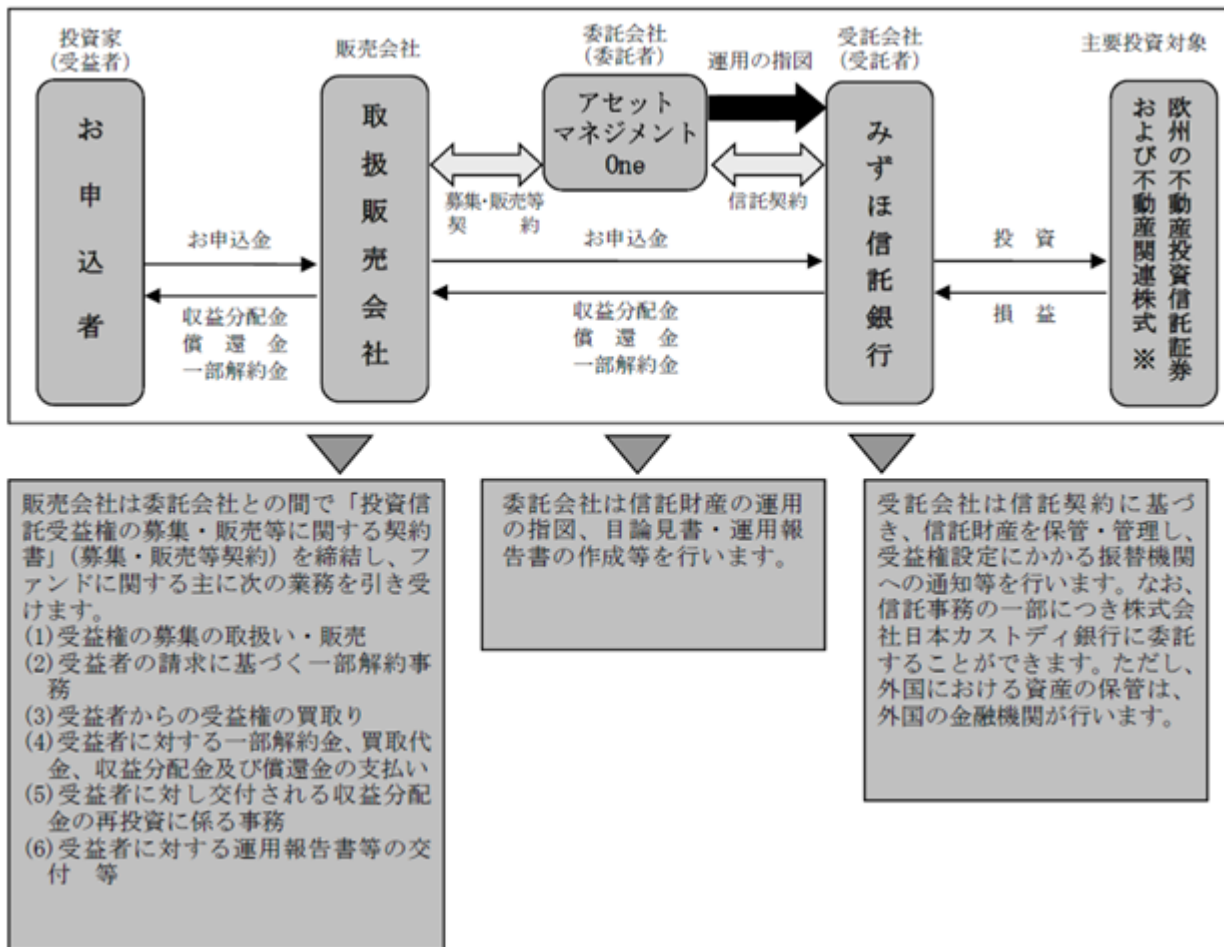 投資家
(受益者)
お申込者
お申込金
収益分配金
償 還 金
一部解約金
販売会社
取扱販売会社
募集・販売等
契 約
委託会社
(委託者)
アセット
マネジメント
One
運用の指図
信託契約
お申込金
収益分配金
償 還 金
一部解約金
受託会社
(受託者)
みずほ信託銀行
投 資
損 益
主要投資対象
欧州の不動産投資信託証券
および不動産関連株式 ※
販売会社は委託会社との間で「投資信
託受益権の募集・販売等に関する契約
書」(募集・販売等契約)を締結し、フ
ァンドに関する主に次の業務を引き受
けます。
(1)受益権の募集の取扱い・販売
(2)受益者の請求に基づく一部解約事
務
(3)受益者からの受益権の買取り
(4)受益者に対する一部解約金、買取代
金、収益分配金及び償還金の支払い
(5)受益者に対し交付される収益分配
金の再投資に係る事務
(6)受益者に対する運用報告書等の交
付 等
委託会社は信託財産の運用
の指図、目論見書・運用報
告書の作成等を行います。
受託会社は信託契約に基づ
き、信託財産を保管・管理し、
受益権設定にかかる振替機関
への通知等を行います。なお、
信託事務の一部につき株式会
社日本カストディ銀行に委託
することができます。ただし、
外国における資産の保管は、
外国の金融機関が行います。